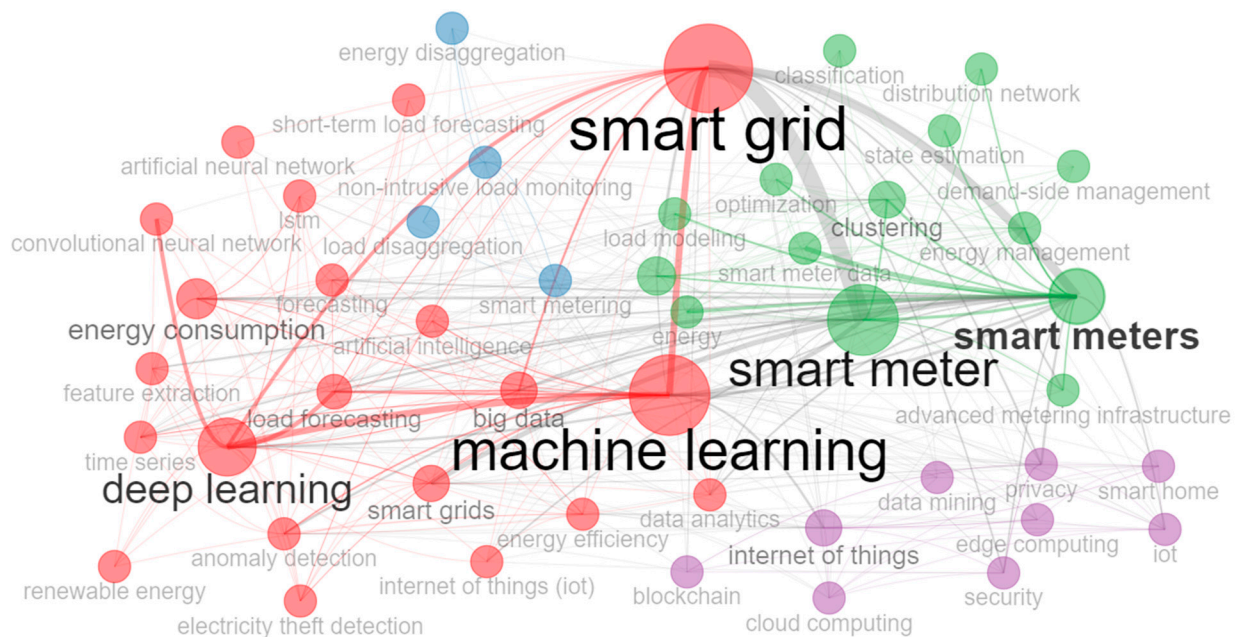 energy disaggregation
classification
distribution network
short-term load forecasting
smart grid
artificial neural network
state estimation
non-intrusive load monitoring
demand-side management
optimization
lstm
clustering
convolutional neural network
load disaggregation
load modeling
energy management
smart meter data
forecasting
smart metering
energy consumption
artificial intelligence
energy
smart meters
smart meter
feature extraction
load forecasting
big data
advanced metering infrastructure
time series
machine learning
deep learning
smart grids
data analytics
data mining
privacy
smart home
anomaly detection
energy efficiency
internet of things
edge computing
iot
renewable energy
internet of things (iot)
blockchain
security
electricity theft detection
cloud computing